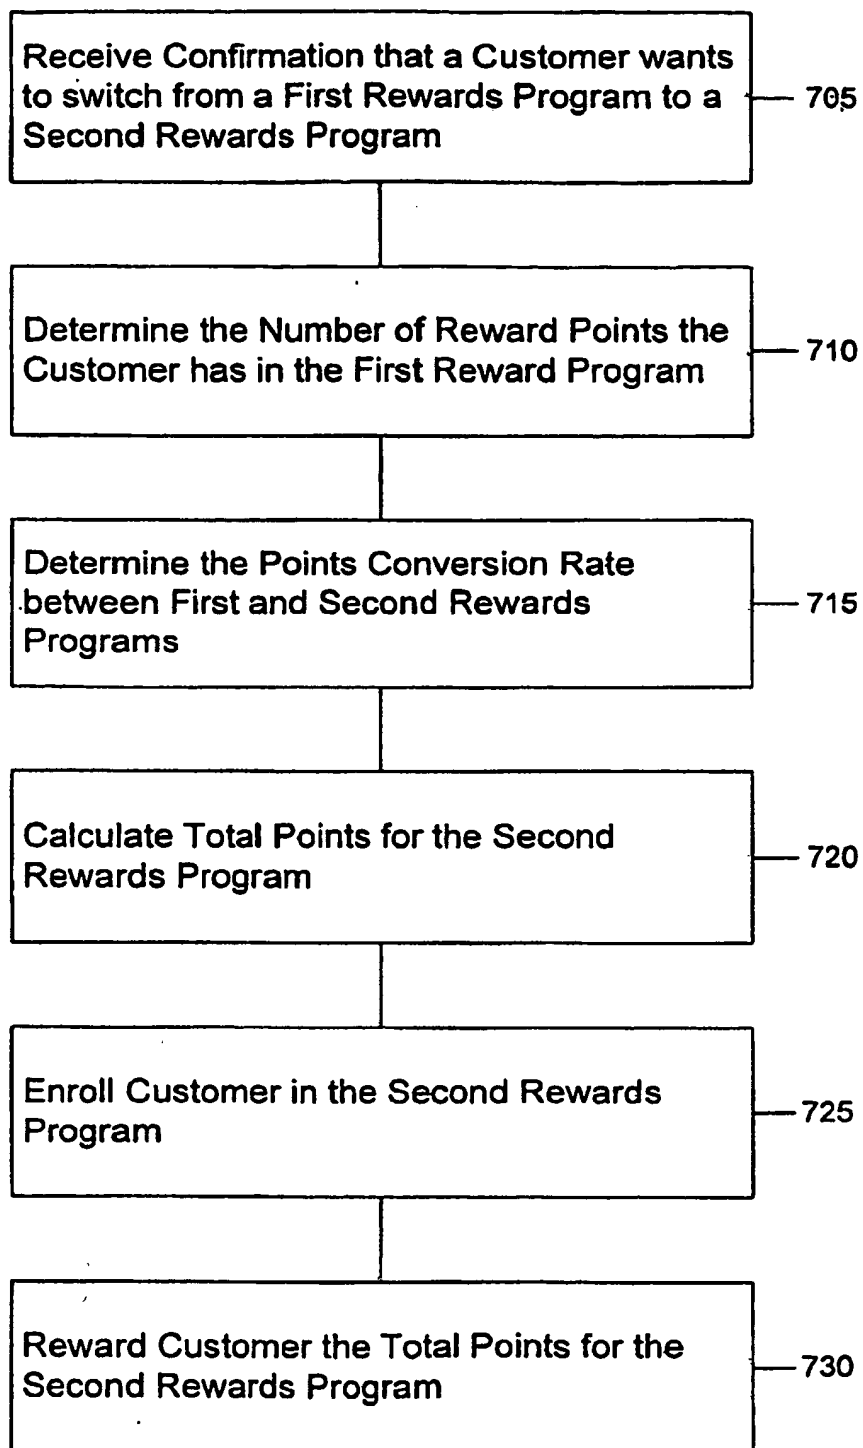 Receive Confirmation that a Customer wants
to switch from a First Rewards Program to a
Second Rewards Program
705
Determine the Number of Reward Points the
Customer has in the First Reward Program
710
Determine the Points Conversion Rate
between First and Second Rewards
Programs
715
Calculate Total Points for the Second
Rewards Program
720
Enroll Customer in the Second Rewards
Program
725
Reward Customer the Total Points for the
Second Rewards Program
730